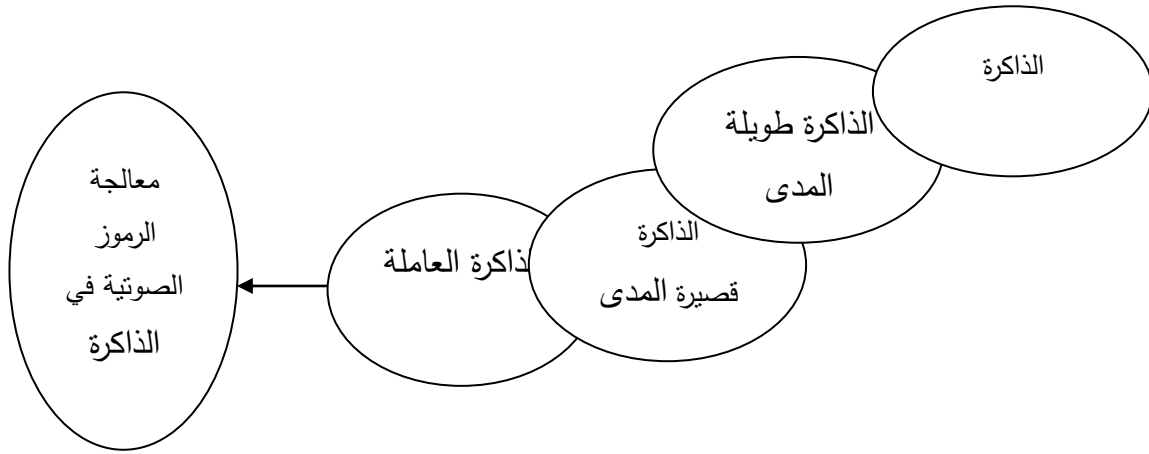 الذاكرة
الذاكرة طويلة
المدى
الذاكرة
قصيرة المدى
ذاكرة العاملة
معالجة
الرموز
الصوتية في
الذاكرة